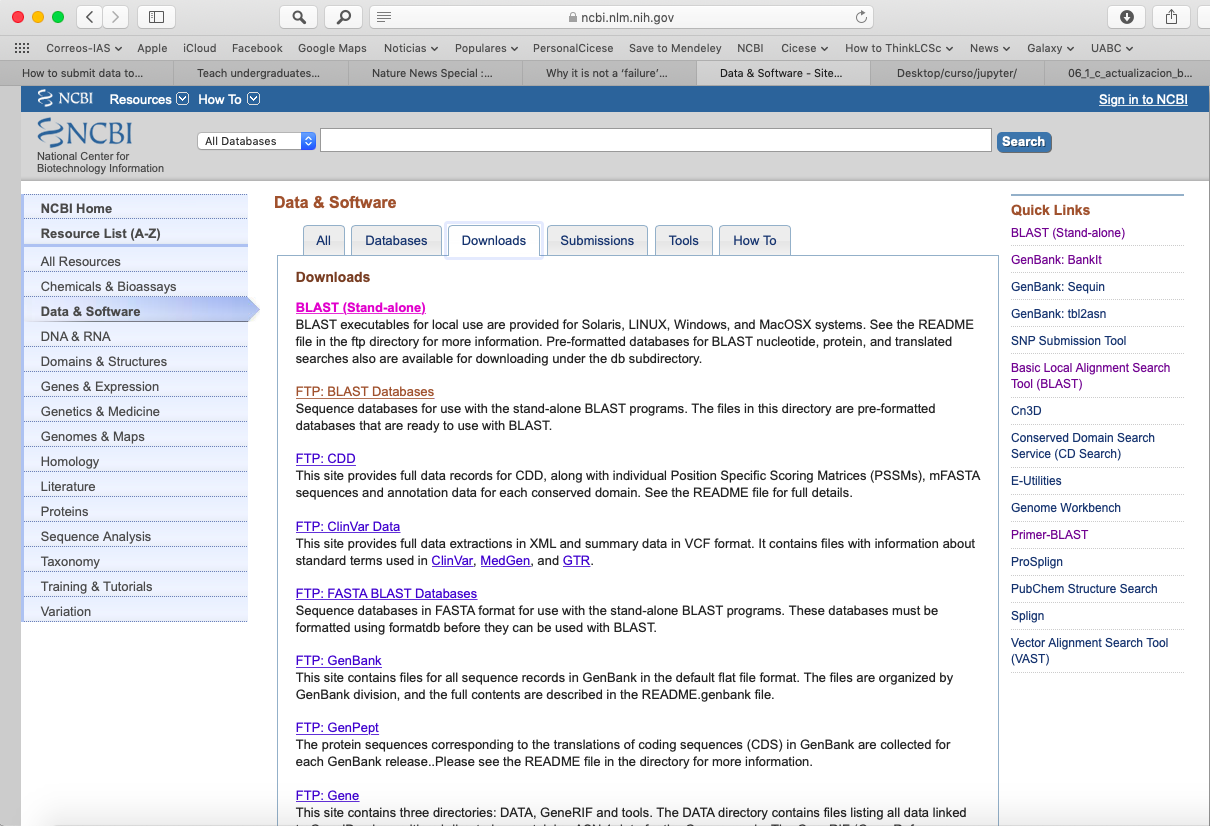 ncbi.nlm.nih.gov
Correos-IAS Apple iCloud Facebook Google Maps Noticias Populares PersonalCicese Save to Mendeley NCBI Cicese How to ThinkLCSc News Galaxy UABC
How to submit data to... Teach undergraduates... Nature News Special :... Why it is not a ‘failure’... Data & Software - Site... Desktop/curso/jupyter/ 06_1_c_actualizacion_b...
NCBI Resources How To Sign in to NCBI
NCBI
National Center for
Biotechnology Information
All Databases Search
NCBI Home
Resource List (A-Z)
All Resources
Chemicals & Bioassays
Data & Software
DNA & RNA
Domains & Structures
Genes & Expression
Genetics & Medicine
Genomes & Maps
Homology
Literature
Proteins
Sequence Analysis
Taxonomy
Training & Tutorials
Variation
Data & Software
All Databases Downloads Submissions Tools How To
Downloads
BLAST (Stand-alone)
BLAST executables for local use are provided for Solaris, LINUX, Windows, and MacOSX systems. See the README
file in the ftp directory for more information. Pre-formatted databases for BLAST nucleotide, protein, and translated
searches also are available for downloading under the db subdirectory.
FTP: BLAST Databases
Sequence databases for use with the stand-alone BLAST programs. The files in this directory are pre-formatted
databases that are ready to use with BLAST.
FTP: CDD
This site provides full data records for CDD, along with individual Position Specific Scoring Matrices (PSSMs), mFASTA
sequences and annotation data for each conserved domain. See the README file for full details.
FTP: ClinVar Data
This site provides full data extractions in XML and summary data in VCF format. It contains files with information about
standard terms used in ClinVar, MedGen, and GTR.
FTP: FASTA BLAST Databases
Sequence databases in FASTA format for use with the stand-alone BLAST programs. These databases must be
formatted using formatdb before they can be used with BLAST.
FTP: GenBank
This site contains files for all sequence records in GenBank in the default flat file format. The files are organized by
GenBank division, and the full contents are described in the README.genbank file.
FTP: GenPept
The protein sequences corresponding to the translations of coding sequences (CDS) in GenBank are collected for
each GenBank release..Please see the README file in the directory for more information.
FTP: Gene
This site contains three directories: DATA, GeneRIF and tools. The DATA directory contains files listing all data linked
Quick Links
BLAST (Stand-alone)
GenBank: BankIt
GenBank: Sequin
GenBank: tbl2asn
SNP Submission Tool
Basic Local Alignment Search
Tool (BLAST)
Cn3D
Conserved Domain Search
Service (CD Search)
E-Utilities
Genome Workbench
Primer-BLAST
ProSplign
PubChem Structure Search
Splign
Vector Alignment Search Tool
(VAST)